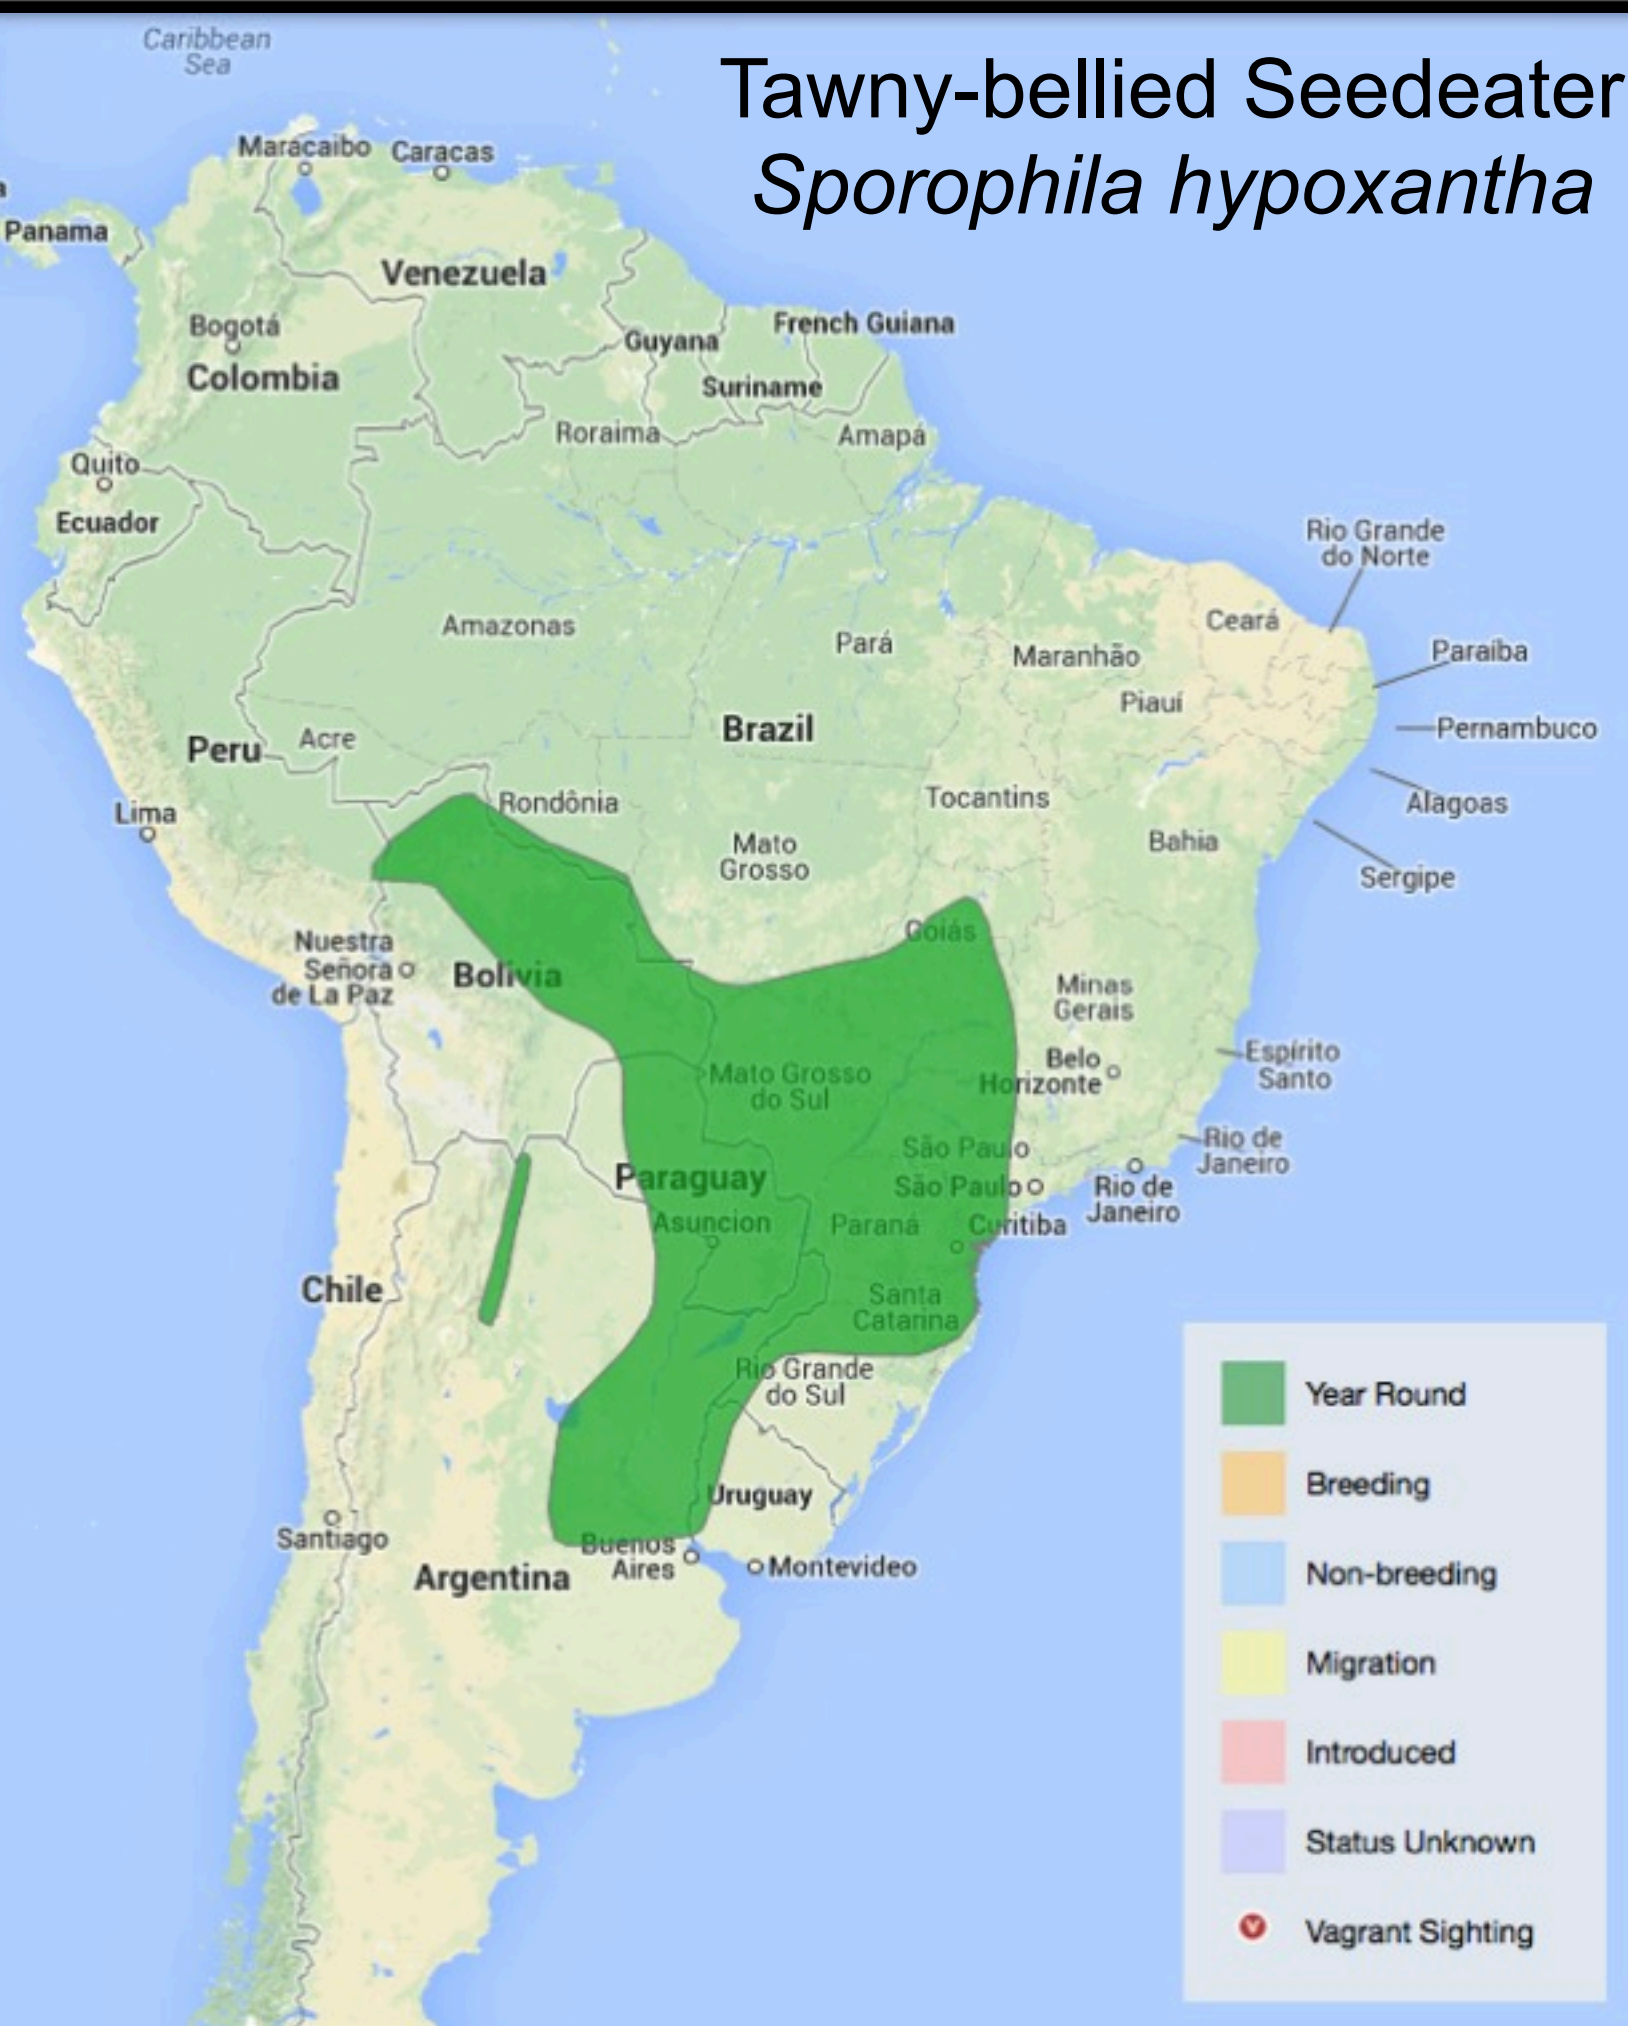 Tawny-bellied Seedeater
Sporophila hypoxantha
Caribbean
Sea
Maracaibo
Caracas
Panama
Venezuela
Bogotá
Colombia
Guyana
French Guiana
Suriname
Roraima
Amapá
Quito
Ecuador
Rio Grande
do Norte
Amazonas
Pará
Maranhão
Ceará
Paraíba
Piauí
Pernambuco
Peru
Acre
Brazil
Lima
Rondônia
Tocantins
Alagoas
Mato
Grosso
Bahia
Sergipe
Goiás
Nuestra
Señora
de La Paz
Bolivia
Minas
Gerais
Mato Grosso
do Sul
Belo
Horizonte
Espírito
Santo
São Paulo
Rio de
Janeiro
Paraguay
São Paulo
Rio de
Janeiro
Asuncion
Paraná
Curitiba
Chile
Santa
Catarina
Rio Grande
do Sul
Uruguay
Santiago
Buenos
Aires
Montevideo
Argentina
Year Round
Breeding
Non-breeding
Migration
Introduced
Status Unknown
V
Vagrant Sighting